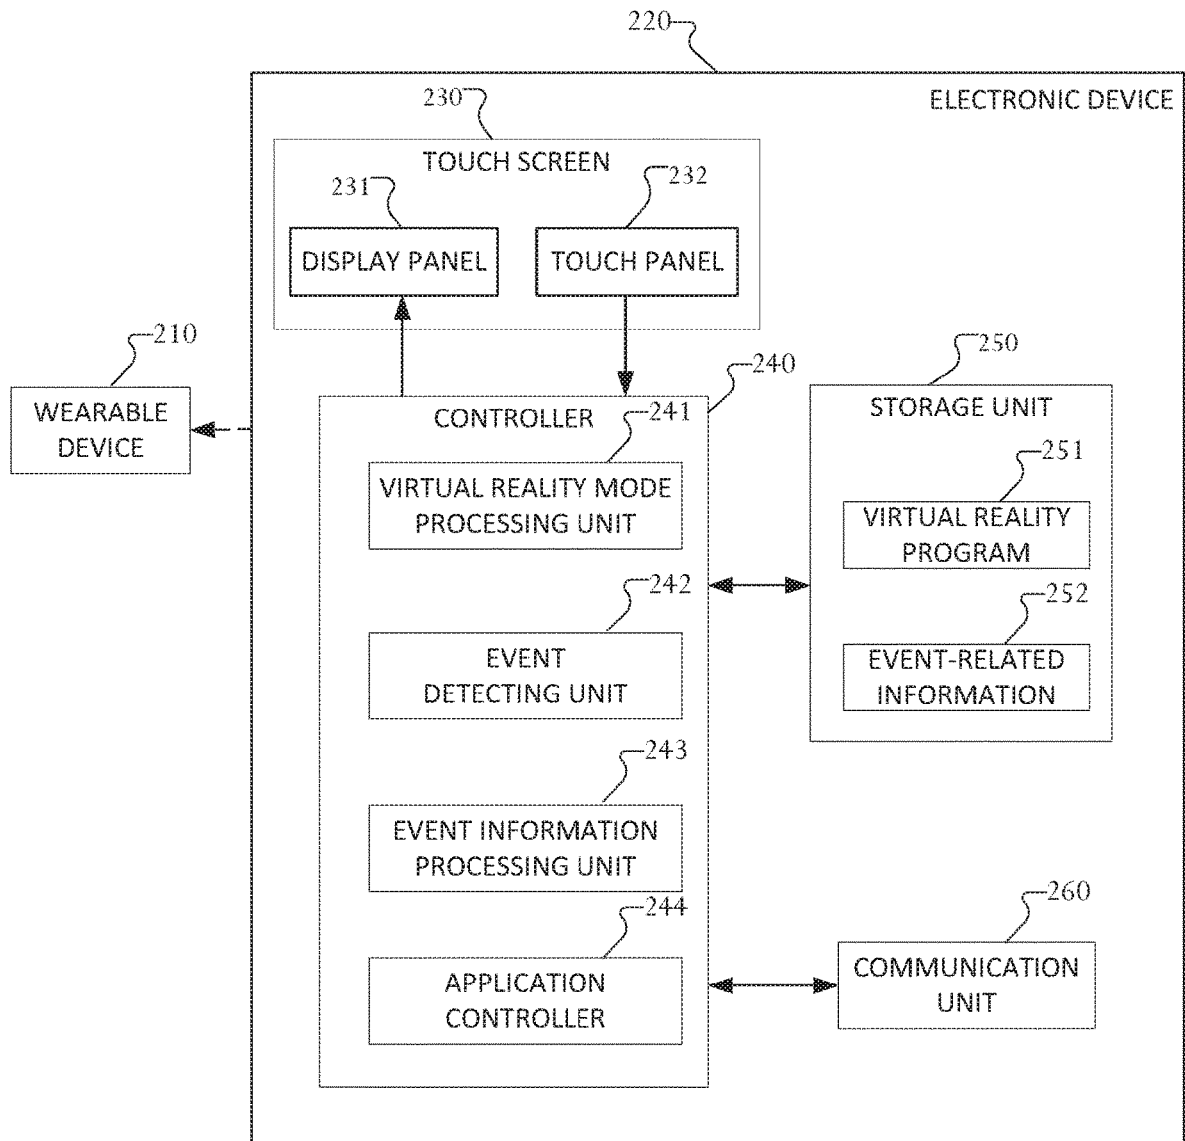 220
ELECTRONIC DEVICE
230
TOUCH SCREEN
231
232
DISPLAY PANEL
TOUCH PANEL
210
WEARABLE
DEVICE
240
CONTROLLER
241
VIRTUAL REALITY MODE
PROCESSING UNIT
242
EVENT
DETECTING UNIT
243
EVENT INFORMATION
PROCESSING UNIT
244
APPLICATION
CONTROLLER
250
STORAGE UNIT
251
VIRTUAL REALITY
PROGRAM
252
EVENT-RELATED
INFORMATION
260
COMMUNICATION
UNIT